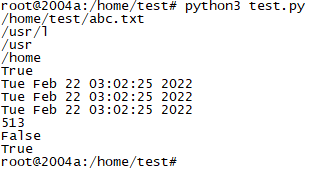 root@2004a:/home/test# python3 test.py
/home/test/abc.txt
/usr/l
/usr
/home
True
Tue Feb 22 03:02:25 2022
Tue Feb 22 03:02:25 2022
Tue Feb 22 03:02:25 2022
513
False
True
root@2004a:/home/test#